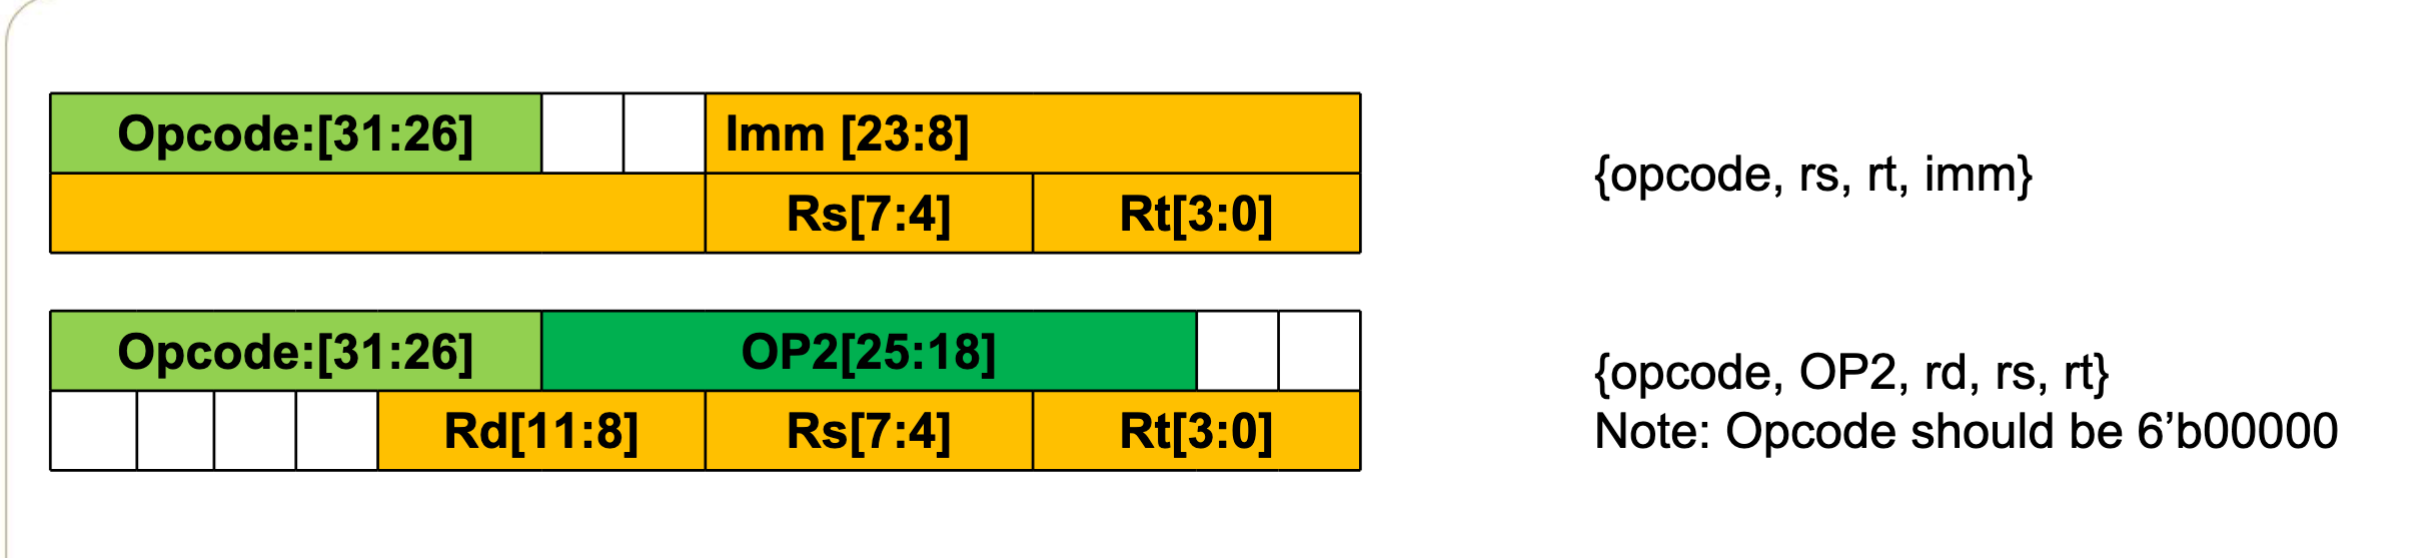 Opcode:[31:26] Imm [23:8]
Rs[7:4] Rt[3:0]
{opcode, rs, rt, imm}
Opcode:[31:26] OP2[25:18]
Rd[11:8] Rs[7:4] Rt[3:0]
{opcode, OP2, rd, rs, rt}
Note: Opcode should be 6’b00000